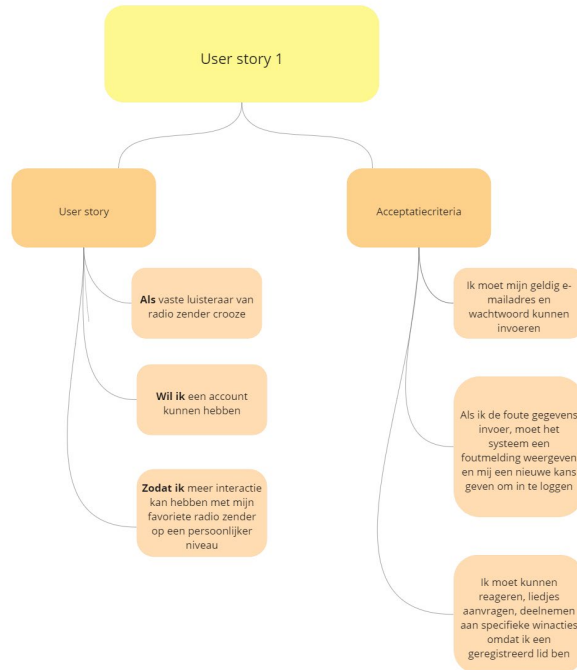 User story 1
User story
Acceptatiecriteria
Als vaste luisteraar van
radio zender crooze
Wil ik een account
kunnen hebben
Zodat ik meer interactie
kan hebben met mijn
favoriete radio zender
op een persoonlijker
niveau
Ik moet mijn geldig e-
mailadres en
wachtwoord kunnen
invoeren
Als ik de foute gegevens
invoer, moet het
systeem een
foutmelding weergeven
en mij een nieuwe kans
geven om in te loggen
Ik moet kunnen
reageren, liedjes
aanvragen, deelnemen
aan specifieke winacties
omdat ik een
geregistreerd lid ben